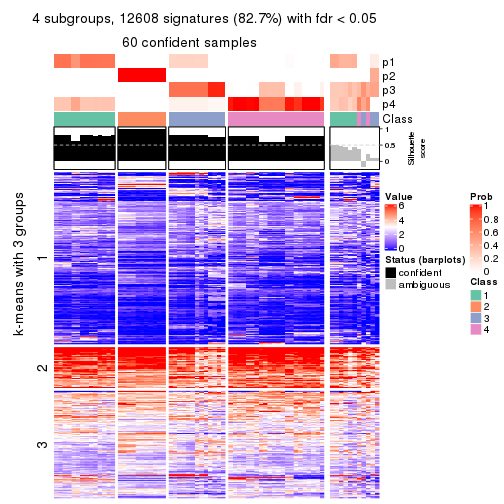 4 subgroups, 12608 signatures (82.7%) with fdr < 0.05
60 confident samples
p1
p2
p3
p4
Class
1
0.5
0
Silhouette
score
k-means with 3 groups
1
2
3
Value
6
4
2
0
Status (barplots)
confident
ambiguous
Prob
1
0.8
0.6
0.4
0.2
0
Class
1
2
3
4